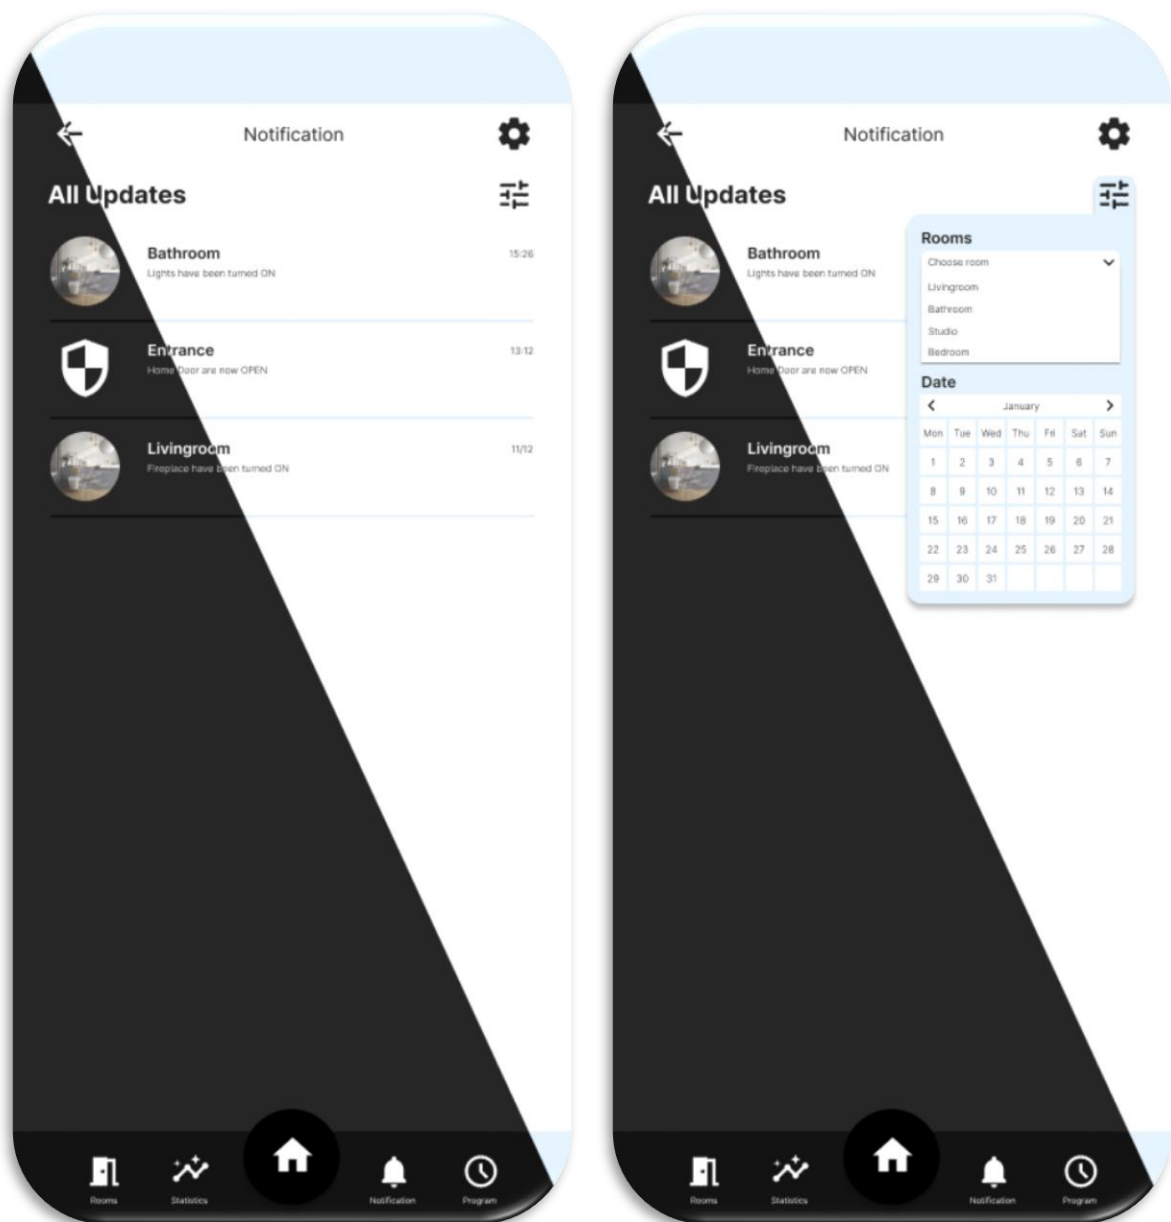 Notification
All Updates
Bathroom
15:26
Lights have been turned ON
Entrance
13:12
Home Door are now OPEN
Livingroom
11/12
Fireplace have been turned ON
Rooms
Statistics
Notification
Program
Notification
All Updates
Bathroom
Lights have been turned ON
Entrance
Home Door are now OPEN
Livingroom
Fireplace have been turned ON
Rooms
Choose room
Livingroom
Bathroom
Studio
Bedroom
Date
January
Mon Tue Wed Thu Fri Sat Sun
1 2 3 4 5 6 7
8 9 10 11 12 13 14
15 16 17 18 19 20 21
22 23 24 25 26 27 28
29 30 31
Rooms
Statistics
Notification
Program